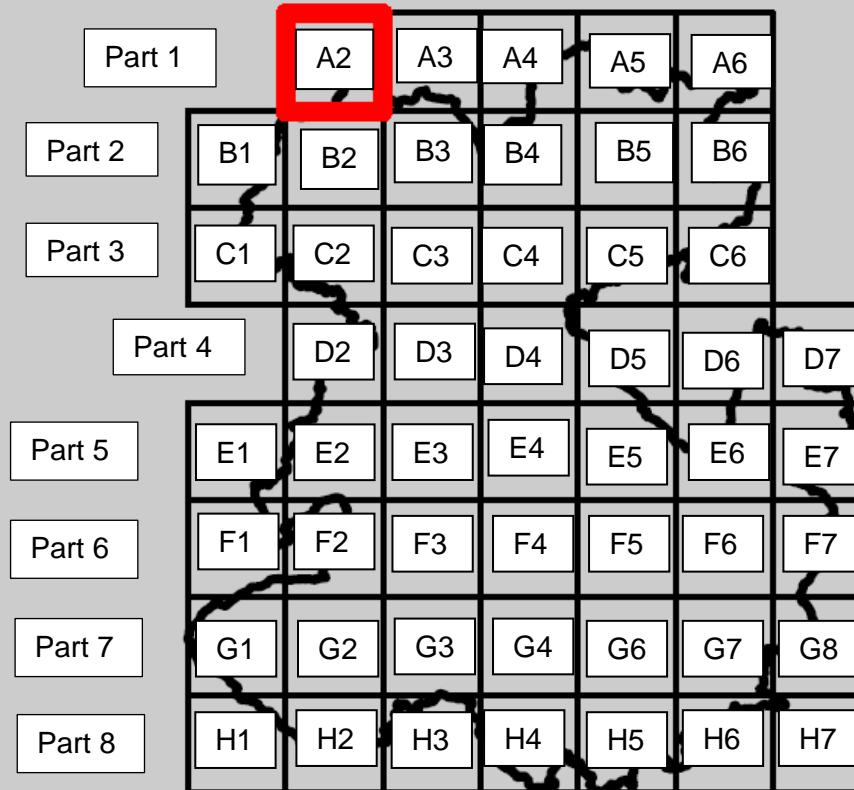 Part 1 A2 A3 A4 A5 A6
Part 2 B1 B2 B3 B4 B5 B6
Part 3 C1 C2 C3 C4 C5 C6
Part 4 D2 D3 D4 D5 D6 D7
Part 5 E1 E2 E3 E4 E5 E6 E7
Part 6 F1 F2 F3 F4 F5 F6 F7
Part 7 G1 G2 G3 G4 G6 G7 G8
Part 8 H1 H2 H3 H4 H5 H6 H7